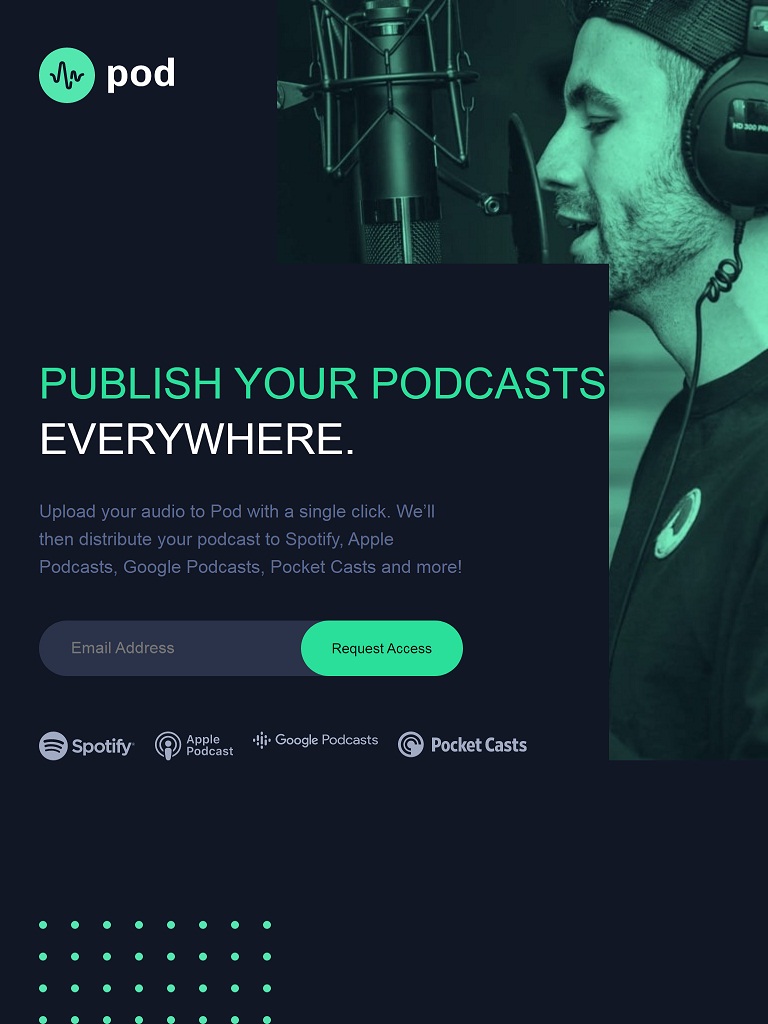 pod
HD 300 PR
PUBLISH YOUR PODCASTS
EVERYWHERE.
Upload your audio to Pod with a single click. We’ll
then distribute your podcast to Spotify, Apple
Podcasts, Google Podcasts, Pocket Casts and more!
Email Address
Request Access
Spotify
Apple
Podcast
Google Podcasts
Pocket Casts